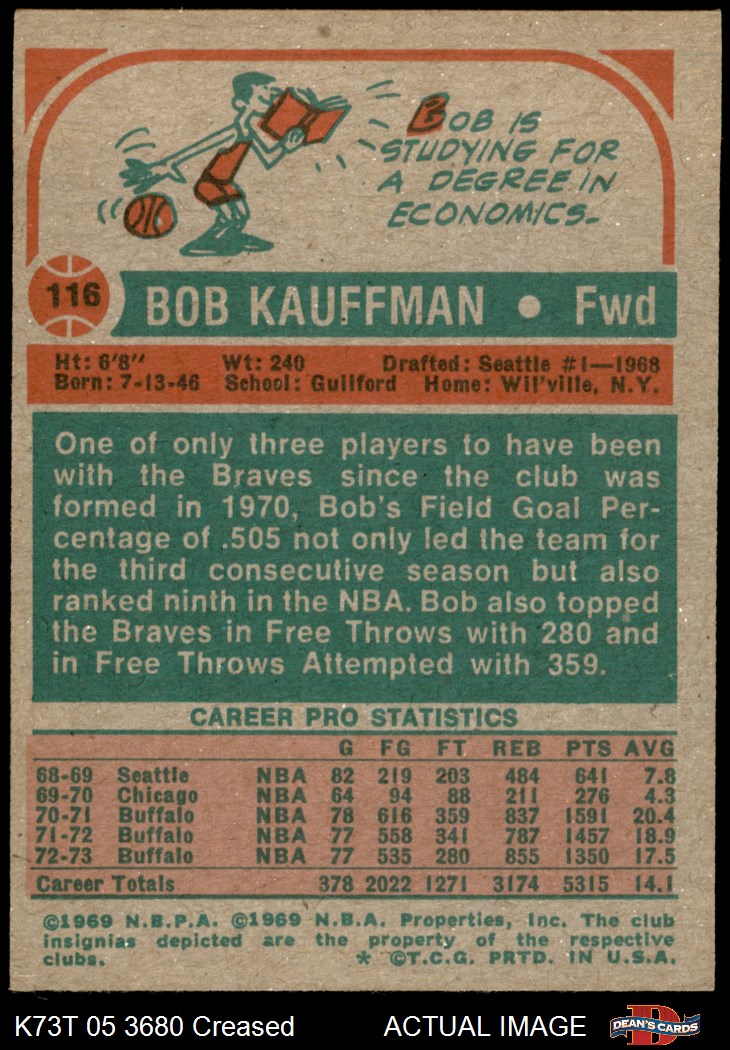 BOB IS
STUDYING FOR
A DEGREE IN
ECONOMICS.
116
BOB KAUFFMAN • Fwd
Ht: 6'8" Wt: 240 Drafted: Seattle #1—1968
Born: 7-13-46 School: Guilford Home: Wil'ville, N.Y.
One of only three players to have been
with the Braves since the club was
formed in 1970, Bob's Field Goal Per-
centage of .505 not only led the team for
the third consecutive season but also
ranked ninth in the NBA. Bob also topped
the Braves in Free Throws with 280 and
in Free Throws Attempted with 359.
CAREER PRO STATISTICS
G FG FT REB PTS AVG
68-69 Seattle NBA 82 219 203 484 641 7.8
69-70 Chicago NBA 64 94 88 211 276 4.3
70-71 Buffalo NBA 78 616 359 837 1591 20.4
71-72 Buffalo NBA 77 558 341 787 1457 18.9
72-73 Buffalo NBA 77 535 280 855 1350 17.5
Career Totals 378 2022 1271 3174 5315 14.1
©1969 N.B.P.A. ©1969 N.B.A. Properties, Inc. The club
insignias depicted are the property of the respective
clubs. * ©T.C.G. PRTD. IN U.S.A.
K73T 05 3680 Creased ACTUAL IMAGE
D
DEAN'S CARDS